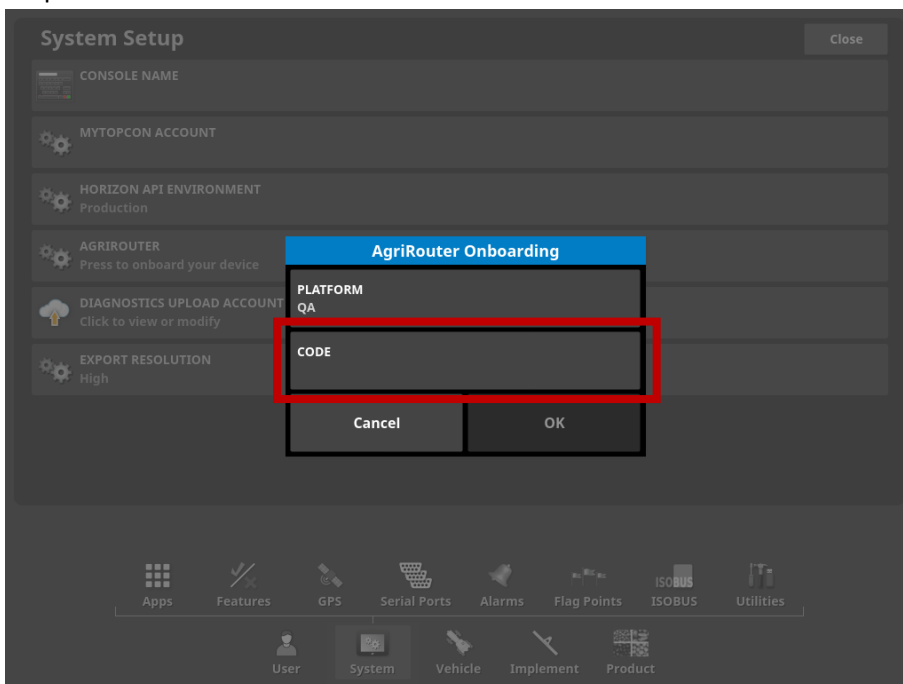 System Setup
Close
CONSOLE NAME
MYTOPCON ACCOUNT
HORIZON API ENVIRONMENT
Production
AGRIROUTER
Press to onboard your device
DIAGNOSTICS UPLOAD ACCOUNT
Click to view or modify
EXPORT RESOLUTION
High
AgriRouter Onboarding
PLATFORM
QA
CODE
Cancel
OK
Apps
Features
GPS
Serial Ports
Alarms
Flag Points
ISOBUS
ISOBUS
Utilities
User
System
Vehicle
Implement
Product